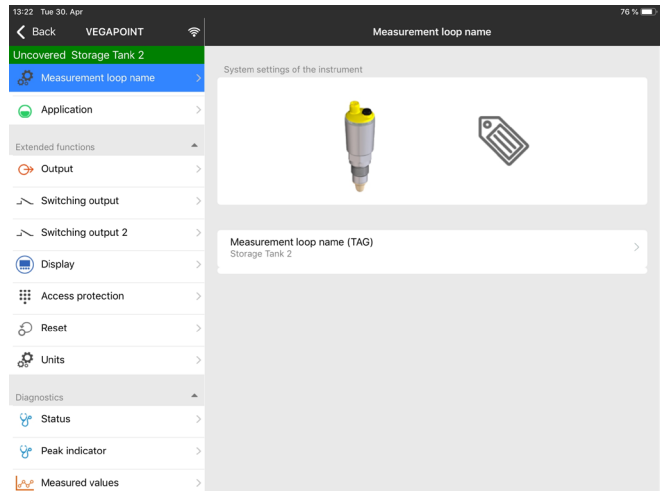 13:22 Tue 30. Apr
76 %
Back VEGAPOINT
Measurement loop name
Uncovered Storage Tank 2
Measurement loop name
Application
Extended functions
Output
Switching output
Switching output 2
Display
Access protection
Reset
Units
Diagnostics
Status
Peak indicator
Measured values
System settings of the instrument
Measurement loop name (TAG)
Storage Tank 2